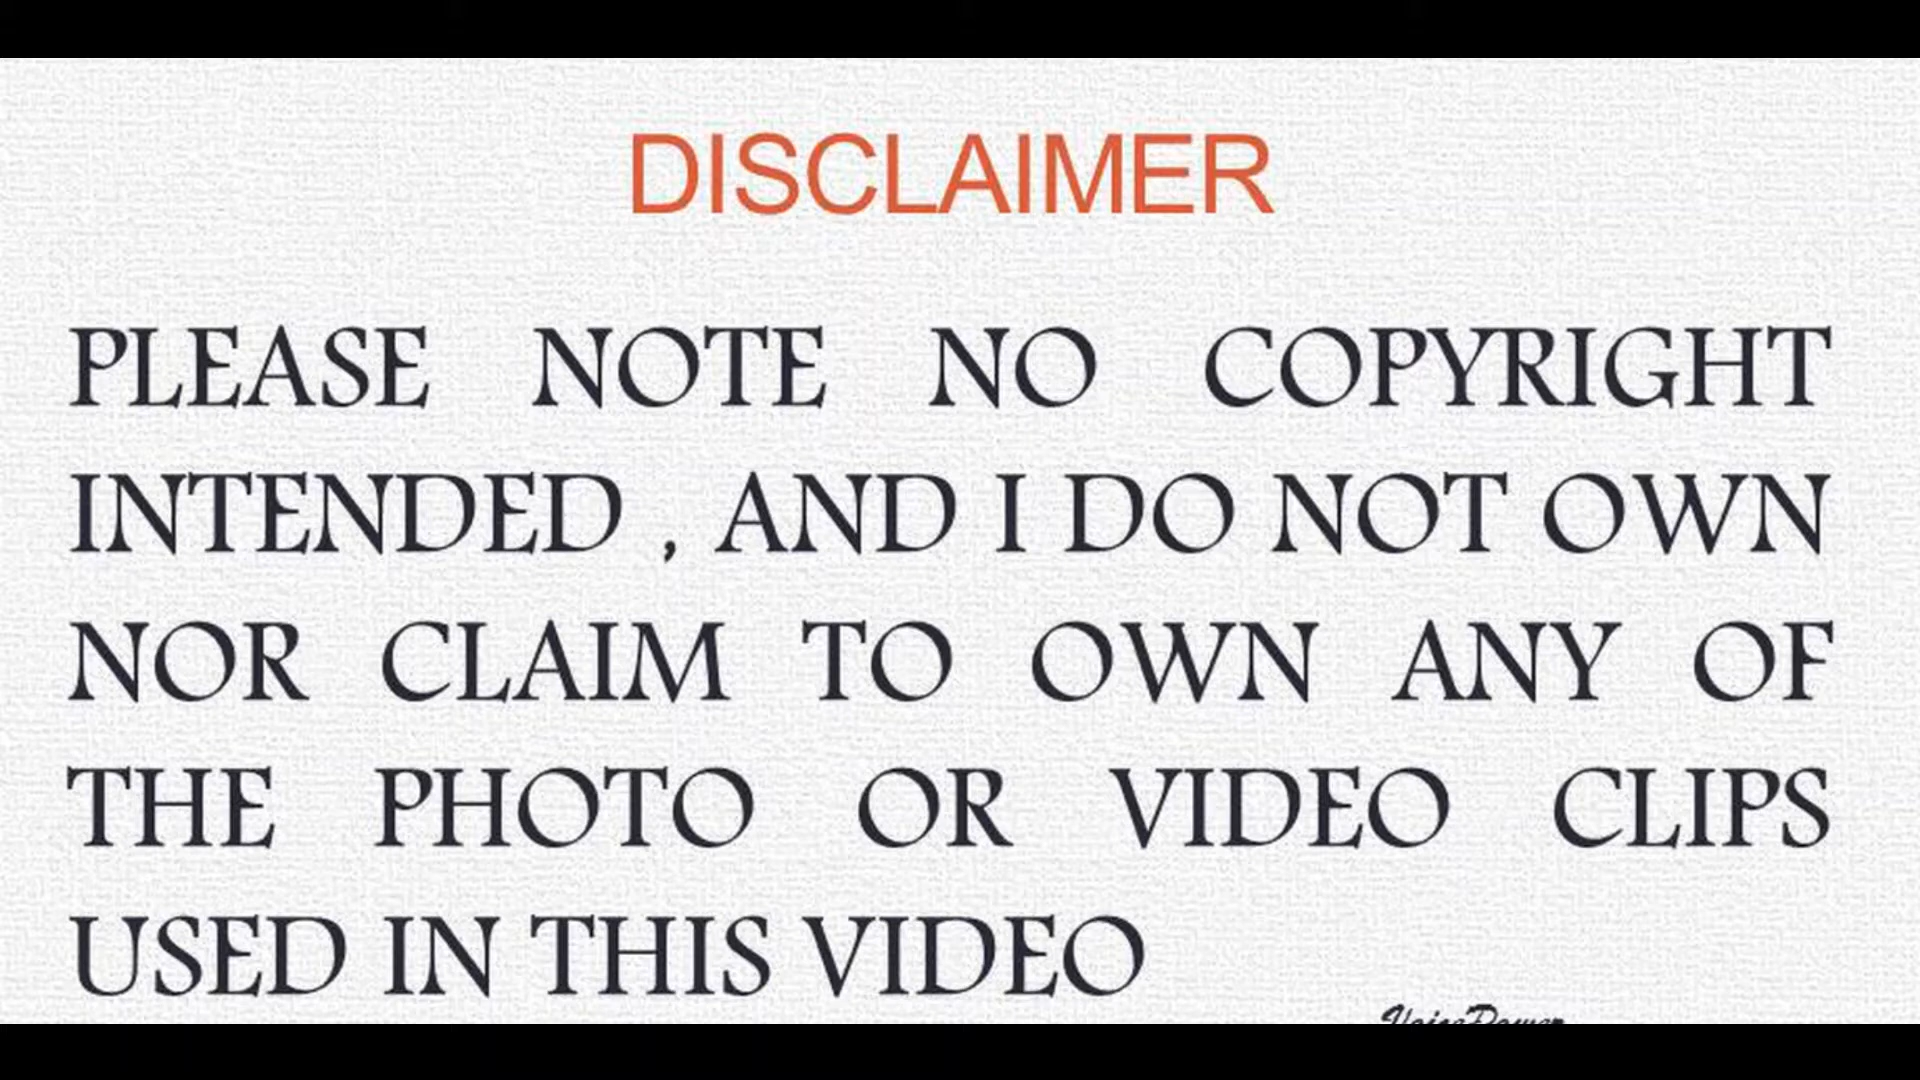 DISCLAIMER
PLEASE NOTE NO COPYRIGHT
INTENDED , AND I DO NOT OWN
NOR CLAIM TO OWN ANY OF
THE PHOTO OR VIDEO CLIPS
USED IN THIS VIDEO